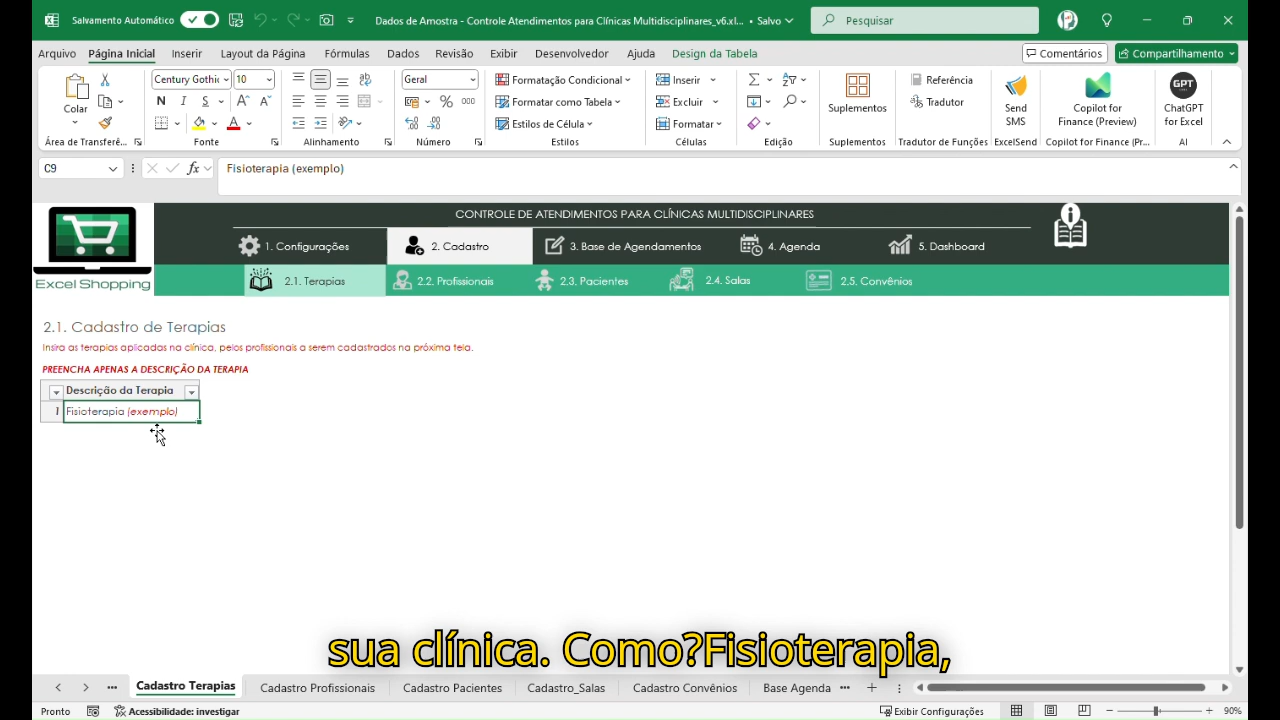 Salvamento Automático
Dados de Amostra - Controle Atendimentos para Clínicas Multidisciplinares_v6.xl... • Salvo
Pesquisar
Arquivo Página Inicial Inserir Layout da Página Fórmulas Dados Revisão Exibir Desenvolvedor Ajuda Design da Tabela
Comentários Compartilhamento
Colar
Century Gothic 10
N I S
Geral
% 000
Formatação Condicional
Formatar como Tabela
Estilos de Célula
Inserir
Excluir
Formatar
Suplementos
Referência
Tradutor
Send
SMS
Copilot for
Finance (Preview)
GPT
ChatGPT
for Excel
Área de Transferê... Fonte Alinhamento Número Estilos Células Edição Suplementos Tradutor de Funções ExcelSend Copilot for Finance (Pr... AI
C9
fx
Fisioterapia (exemplo)
CONTROLE DE ATENDIMENTOS PARA CLÍNICAS MULTIDISCIPLINARES
1. Configurações 2. Cadastro 3. Base de Agendamentos 4. Agenda 5. Dashboard
Excel Shopping
2.1. Terapias 2.2. Profissionais 2.3. Pacientes 2.4. Salas 2.5. Convênios
2.1. Cadastro de Terapias
Insira as terapias aplicadas na clínica, pelos profissionais a serem cadastrados na próxima tela.
PREENCHA APENAS A DESCRIÇÃO DA TERAPIA
Descrição da Terapia
1 Fisioterapia (exemplo)
sua clínica. Como?Fisioterapia,
Cadastro Terapias Cadastro Profissionais Cadastro Pacientes Cadastro_Salas Cadastro Convênios Base Agenda
Pronto Acessibilidade: investigar Exibir Configurações 90%